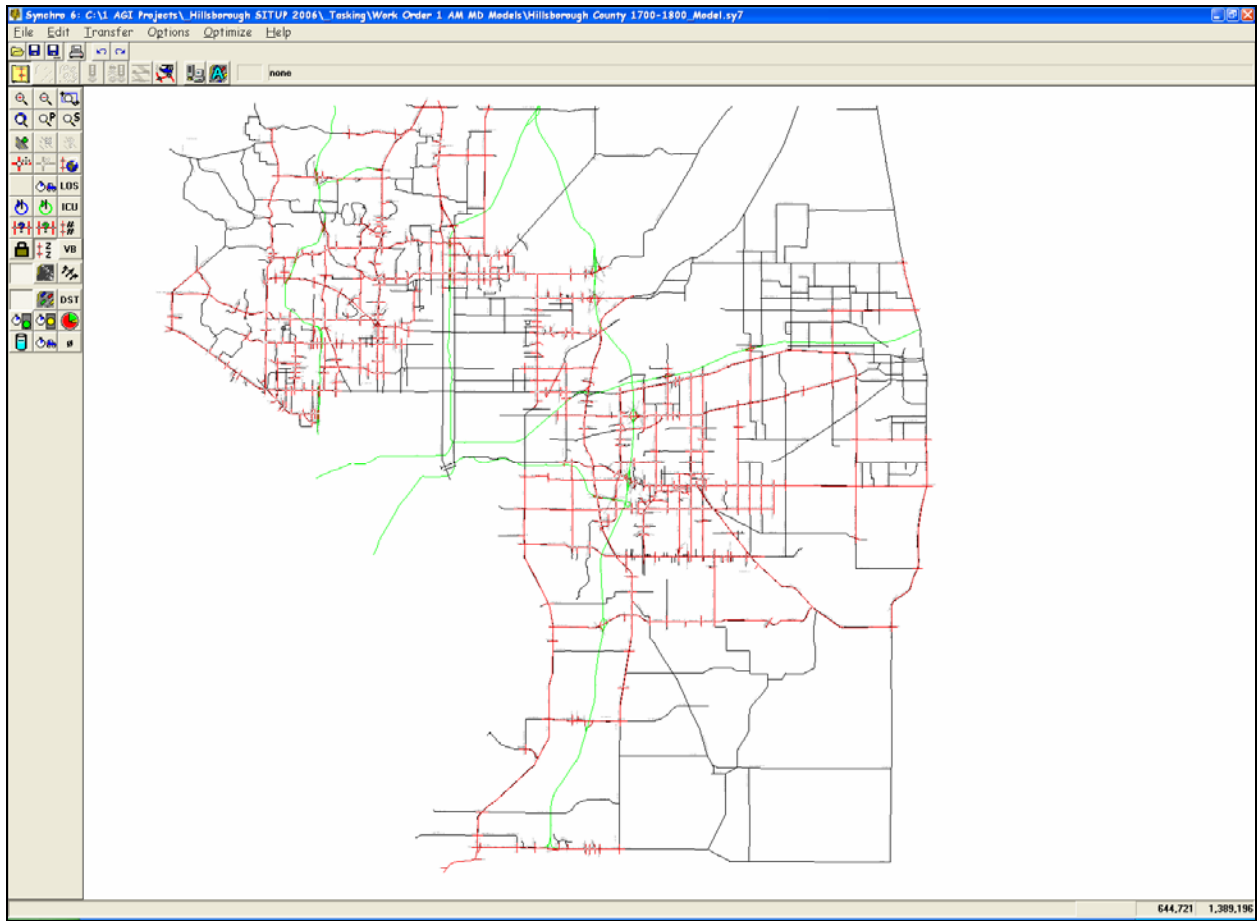 Synchro 6: C:\1 AGI Projects\_Hillsborough SITUP 2006\_Tasking\Work Order 1 AM MD Models\Hillsborough County 1700-1800_Model.sy7
File Edit Transfer Options Optimize Help
none
P S
LOS
ICU
VB
DST
ø
644,721 1,389,196